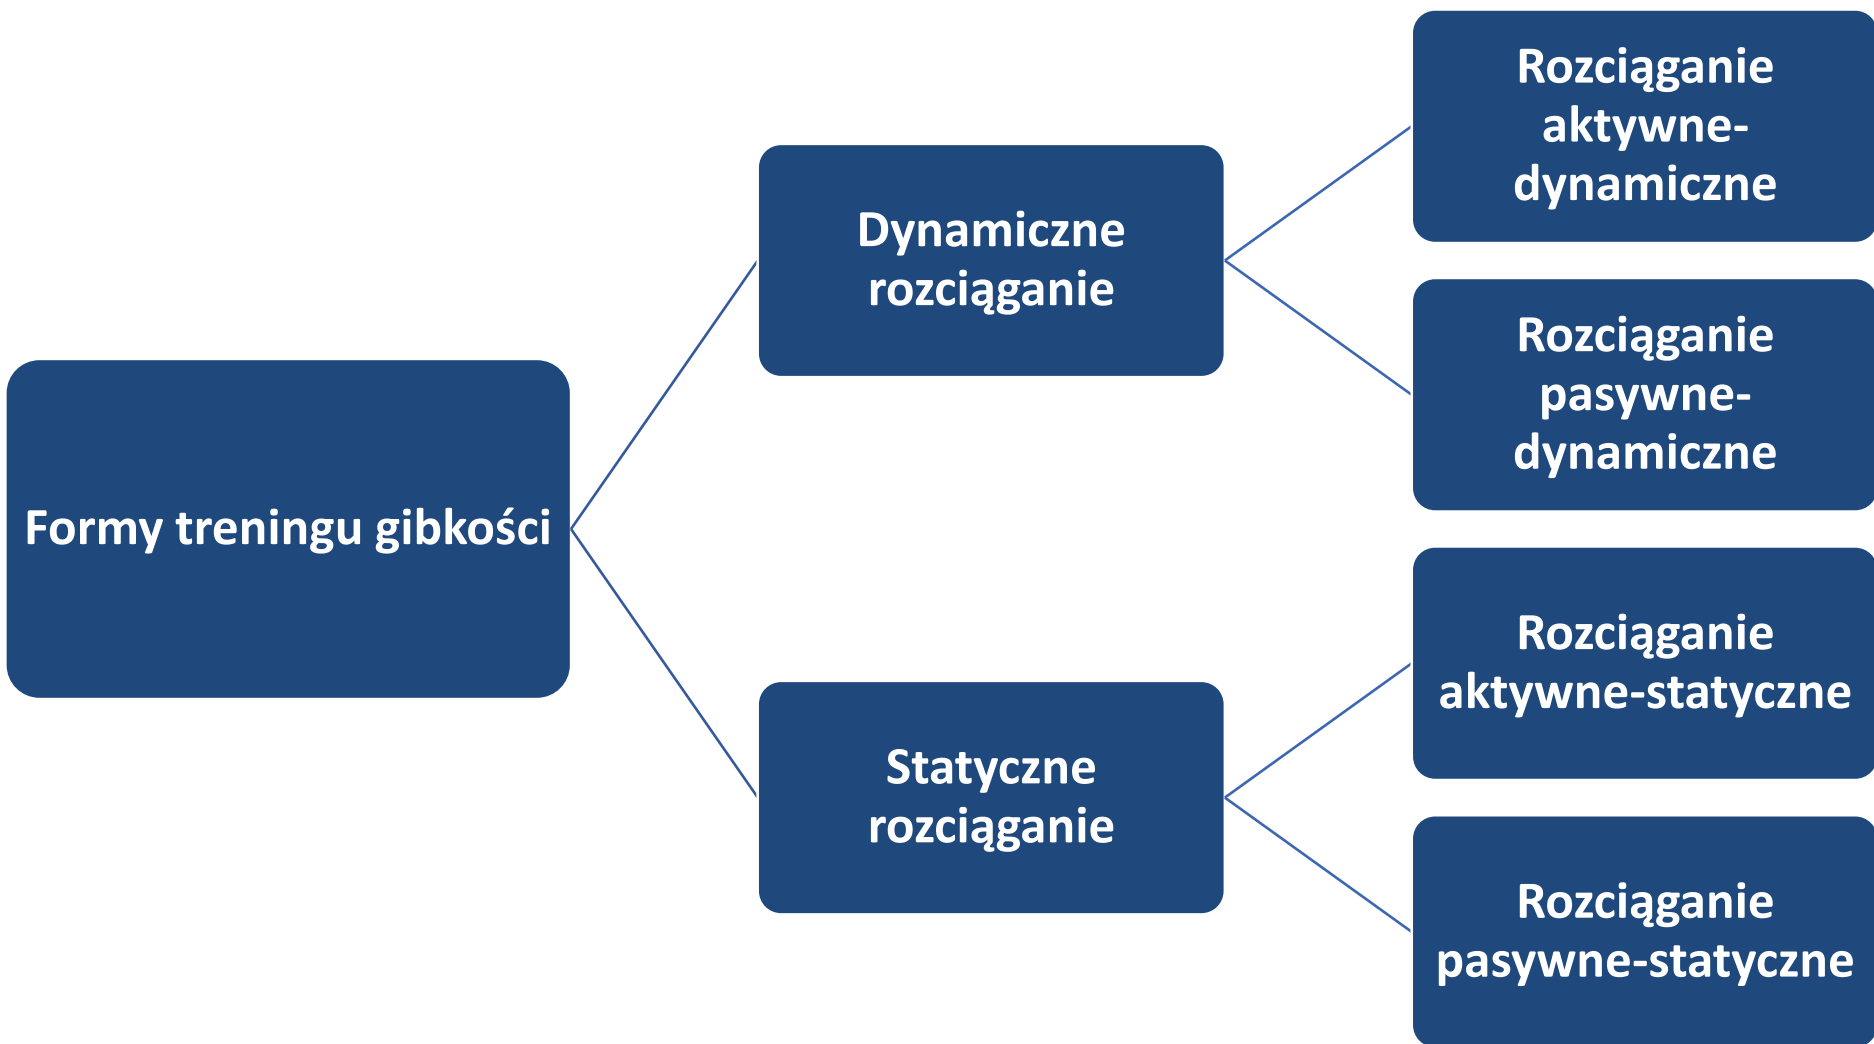 Formy treningu gibkości
Dynamiczne
rozciąganie
Rozciąganie
aktywne-
dynamiczne
Rozciąganie
pasywne-
dynamiczne
Statyczne
rozciąganie
Rozciąganie
aktywne-statyczne
Rozciąganie
pasywne-statyczne